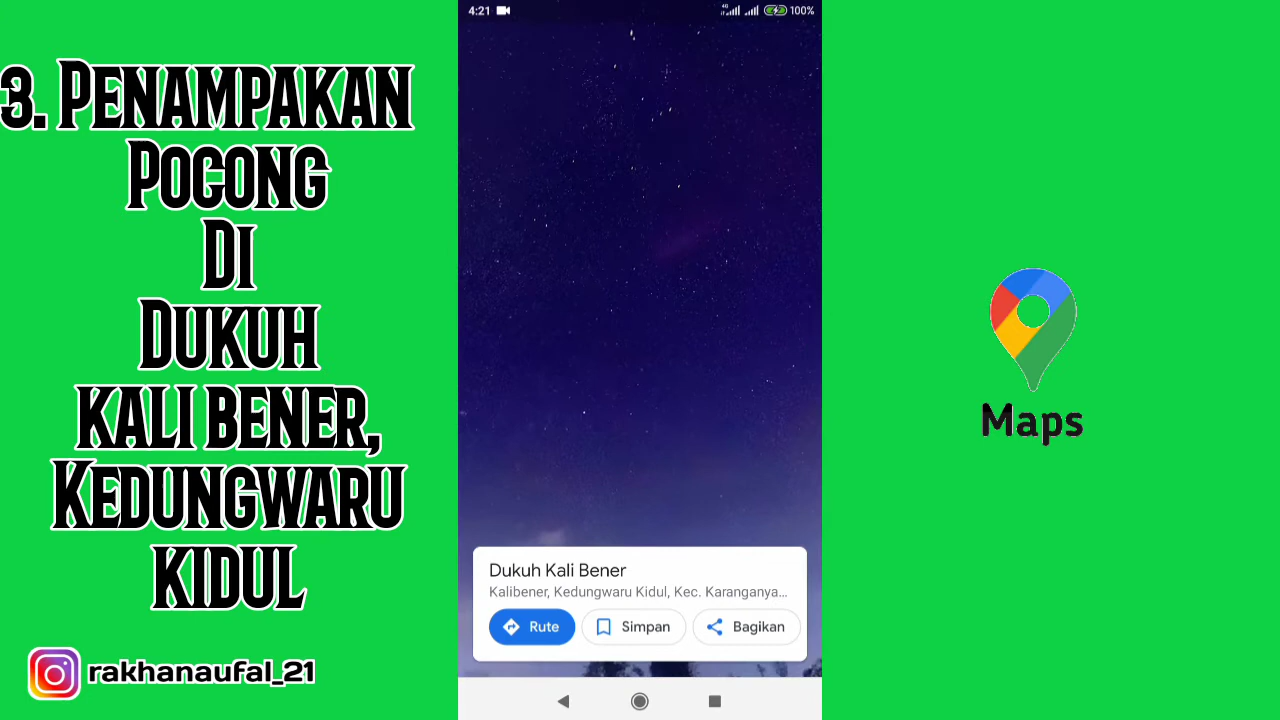 3. Penampakan
Pocong
Di
Dukuh
kali bener,
Kedungwaru
kidul
rakhanaufal_21
4:21
4G
100%
Dukuh Kali Bener
Kalibener, Kedungwaru Kidul, Kec. Karanganya...
Rute
Simpan
Bagikan
Maps